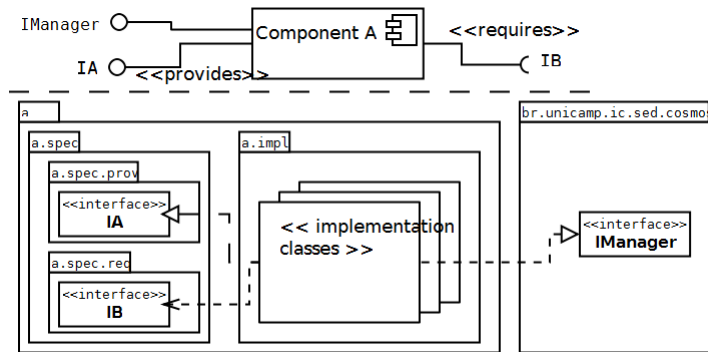 IManager
Component A
<<requires>>
IA
<<provides>>
IB
a
br.unicamp.ic.sed.cosmos
a.spec
a.impl
a.spec.prov
<<interface>>
IA
<< implementation
classes >>
<<interface>>
IManager
a.spec.req
<<interface>>
IB